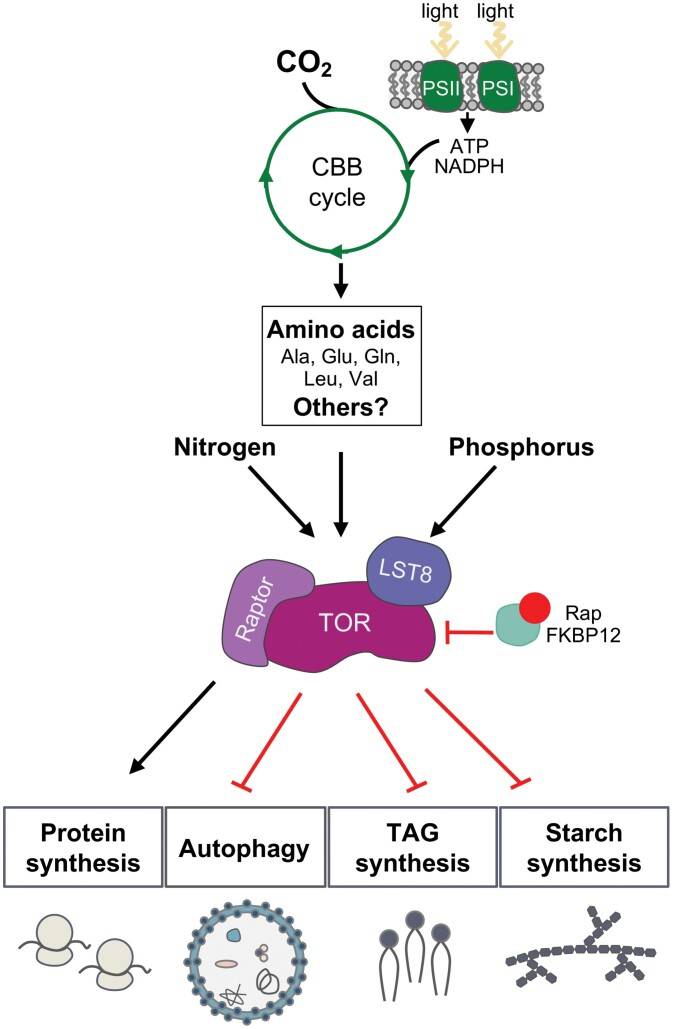 light light
CO₂
PSII PSI
ATP
NADPH
CBB
cycle
Amino acids
Ala, Glu, Gln,
Leu, Val
Others?
Nitrogen
Phosphorus
LST8
Raptor
TOR
Rap
FKBP12
Protein
synthesis
Autophagy
TAG
synthesis
Starch
synthesis